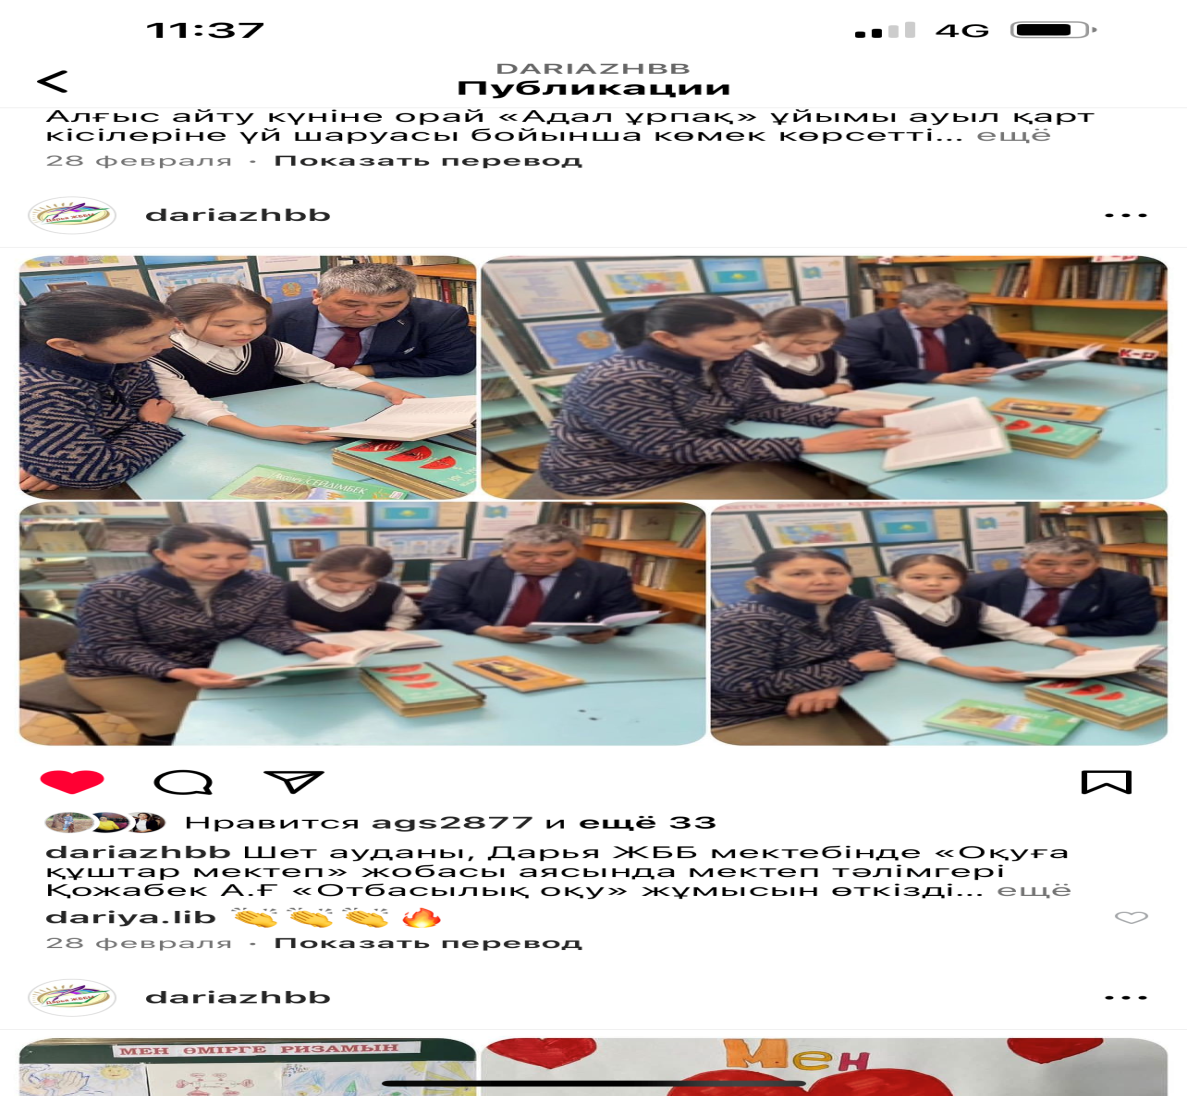 11:37
4G
DARIAZHBB
Публикации
Алғыс айту күніне орай «Адал ұрпақ» ұйымы ауыл қарт
кісілеріне үй шаруасы бойынша көмек көрсетті... ещё
28 февраля · Показать перевод
dariazhbb
К-р
СЕЙДІМБЕК
Нравится ags2877 и ещё 33
dariazhbb Шет ауданы, Дарья ЖББ мектебінде «Оқуға
құштар мектеп» жобасы аясында мектеп тәлімгері
Қожабек А.Ғ «Отбасылық оқу» жұмысын өткізді... ещё
dariya.lib 👏 👏 👏 🔥
28 февраля · Показать перевод
dariazhbb
МЕН ӨМІРГЕ РИЗАМЫН
Мен